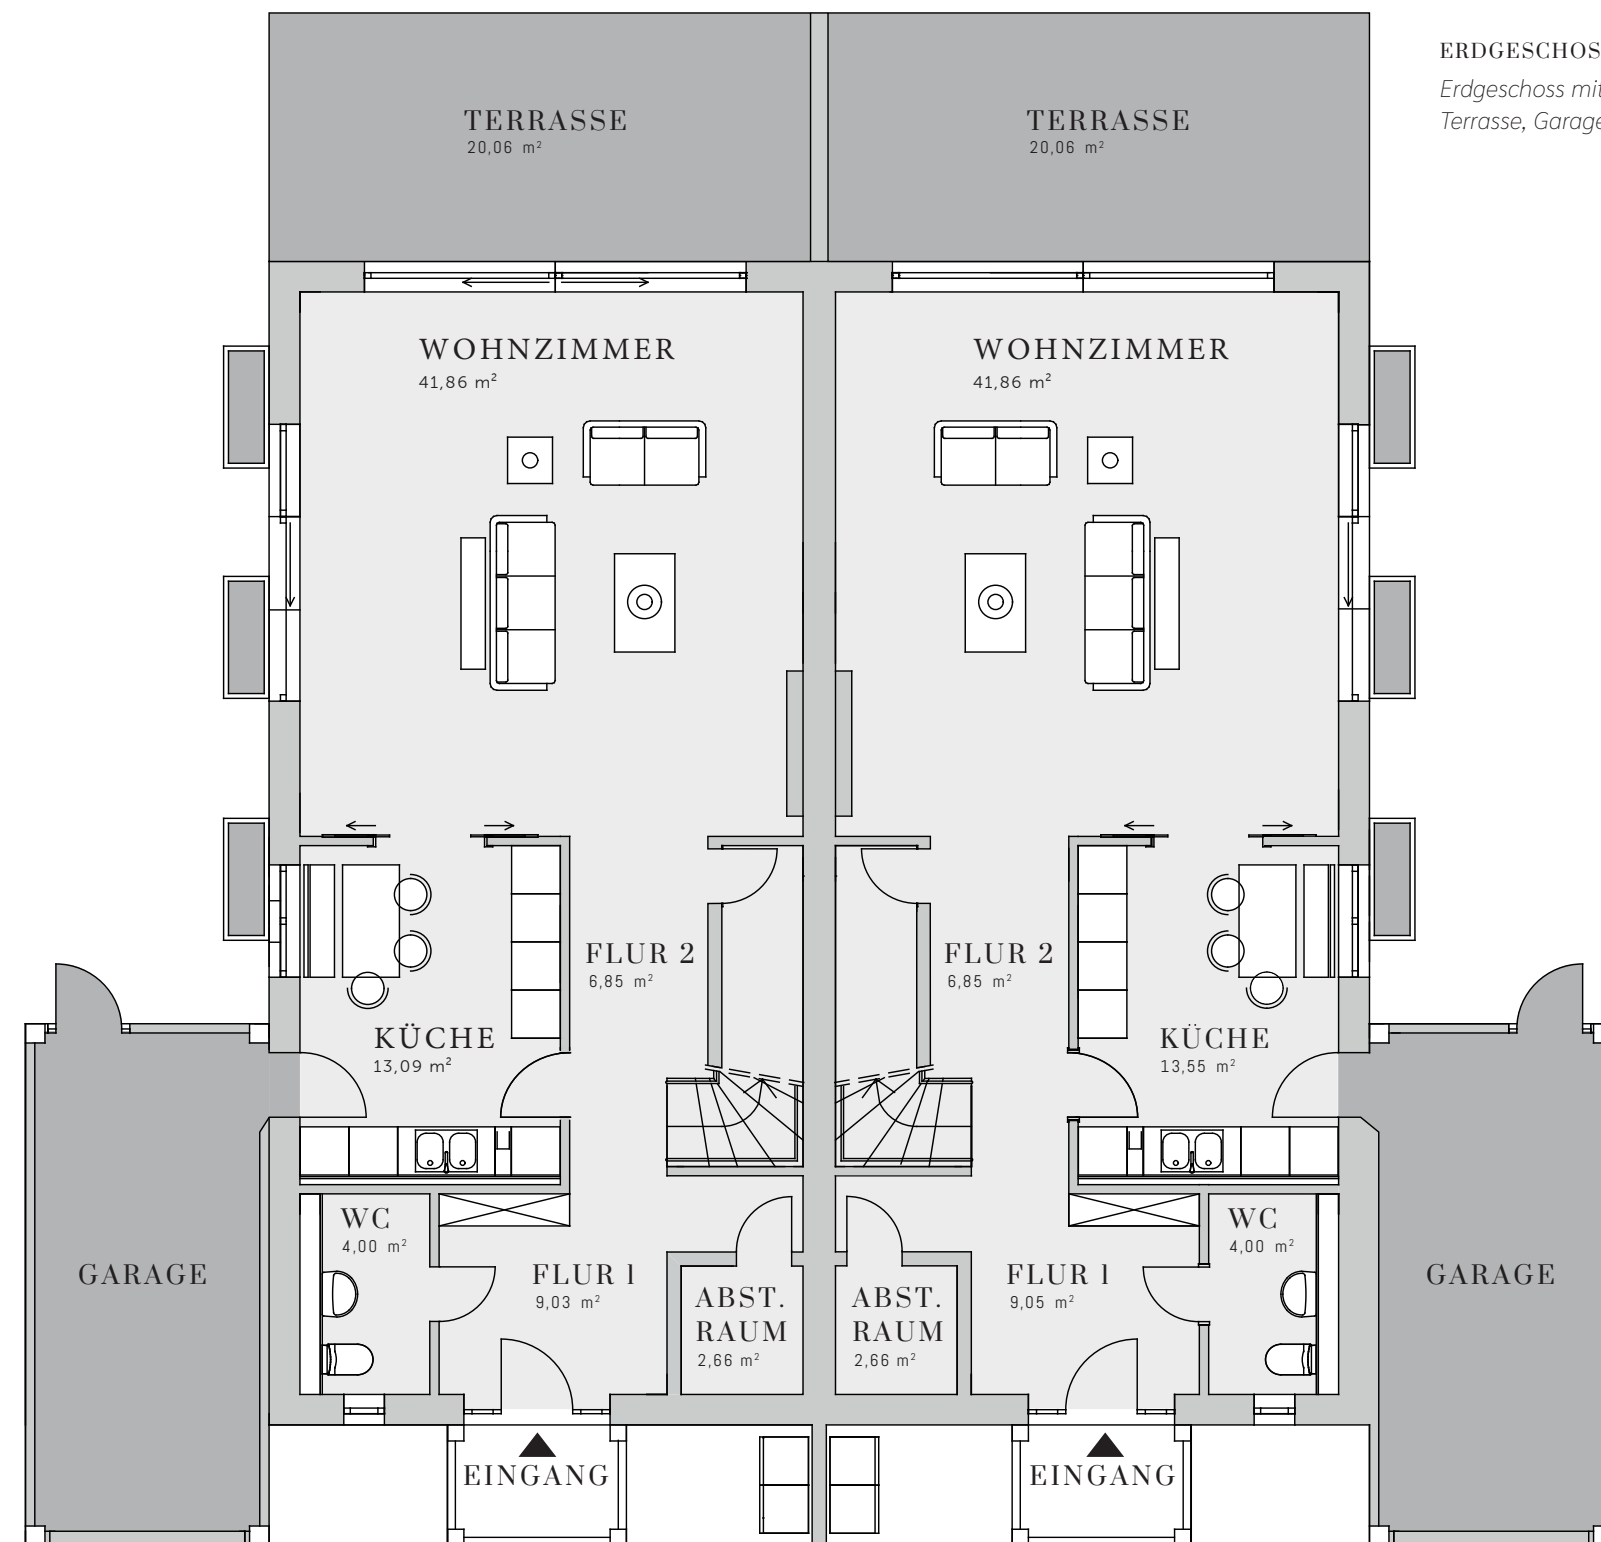 ERDGESCHOS
Erdgeschoss mit
Terrasse, Garage
TERRASSE
20,06 m²
TERRASSE
20,06 m²
WOHNZIMMER
41,86 m²
WOHNZIMMER
41,86 m²
FLUR 2
6,85 m²
FLUR 2
6,85 m²
KÜCHE
13,09 m²
KÜCHE
13,55 m²
WC
4,00 m²
WC
4,00 m²
GARAGE
FLUR 1
9,03 m²
ABST.
RAUM
2,66 m²
ABST.
RAUM
2,66 m²
FLUR 1
9,05 m²
GARAGE
EINGANG
EINGANG